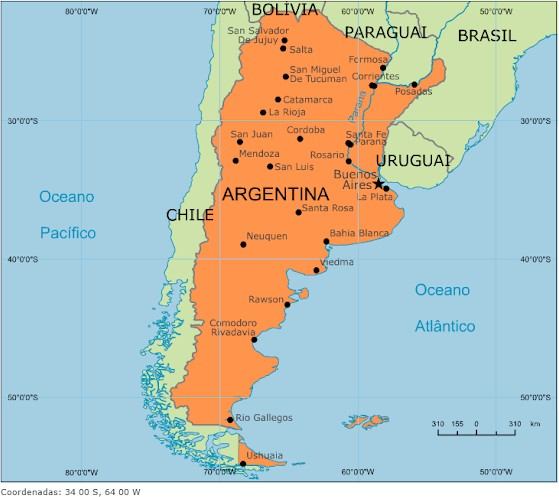 80°0'0"W
70°0'0"W
60°0'0"W
50°0'0"W
BOLÍVIA
PARAGUAI
BRASIL
San Salvador
De Jujuy
Salta
Formosa
San Miguel
De Tucuman
Corrientes
Posadas
Catamarca
La Rioja
Paraná
30°0'0"S
30°0'0"S
San Juan
Cordoba
Santa Fe
Parana
Mendoza
Rosario
San Luis
URUGUAI
Buenos
Aires
La Plata
ARGENTINA
Oceano
Pacífico
CHILE
Santa Rosa
Neuquen
Bahia Blanca
40°0'0"S
40°0'0"S
Viedma
Rawson
Oceano
Atlântico
Comodoro
Rivadavia
50°0'0"S
50°0'0"S
Rio Gallegos
310 155 0 310 km
Ushuaia
80°0'0"W
70°0'0"W
60°0'0"W
50°0'0"W
Coordenadas: 34 00 S, 64 00 W